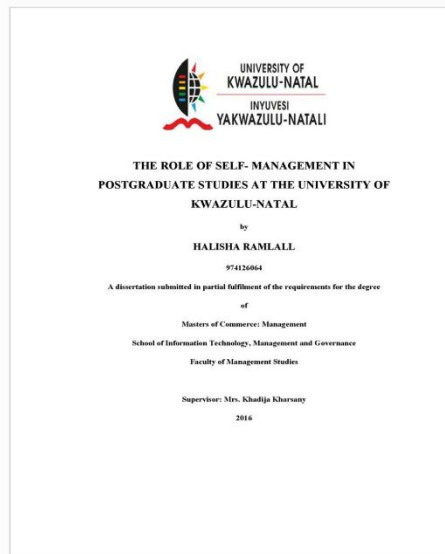 UNIVERSITY OF
KWAZULU-NATAL
INYUVESI
YAKWAZULU-NATALI
THE ROLE OF SELF- MANAGEMENT IN
POSTGRADUATE STUDIES AT THE UNIVERSITY OF
KWAZULU-NATAL
by
HALISHA RAMLALL
974126064
A dissertation submitted in partial fulfilment of the requirements for the degree
of
Masters of Commerce: Management
School of Information Technology, Management and Governance
Faculty of Management Studies
Supervisor: Mrs. Khadija Kharsany
2016